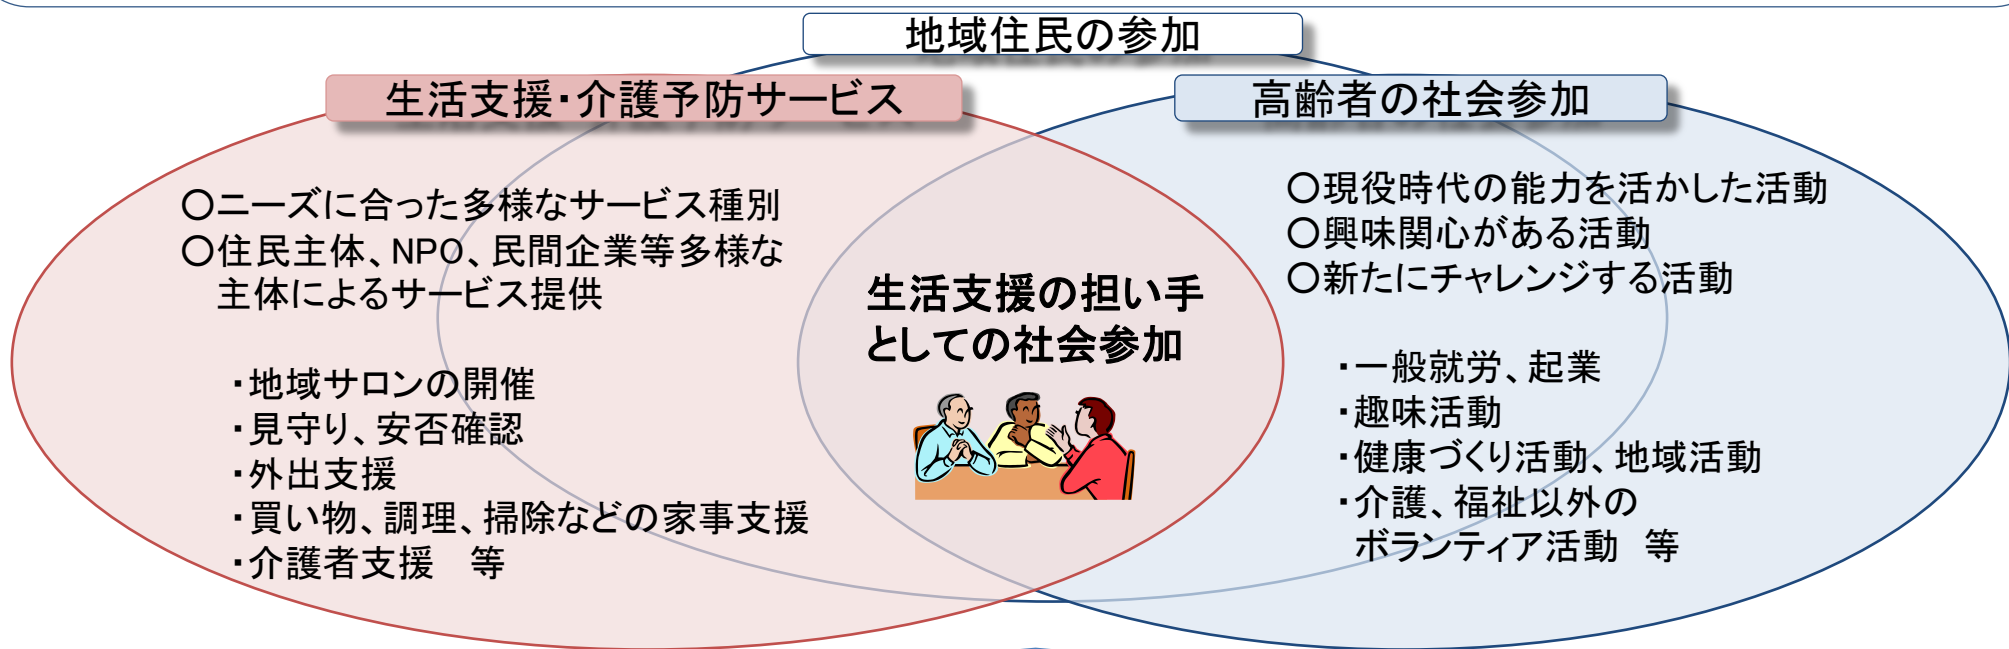 地域住民の参加
生活支援・介護予防サービス
○ニーズに合った多様なサービス種別
○住民主体、NPO、民間企業等多様な
主体によるサービス提供
・地域サロンの開催
・見守り、安否確認
・外出支援
・買い物、調理、掃除などの家事支援
・介護者支援　等
生活支援の担い手
としての社会参加
高齢者の社会参加
○現役時代の能力を活かした活動
○興味関心がある活動
○新たにチャレンジする活動
・一般就労、起業
・趣味活動
・健康づくり活動、地域活動
・介護、福祉以外の
ボランティア活動　等